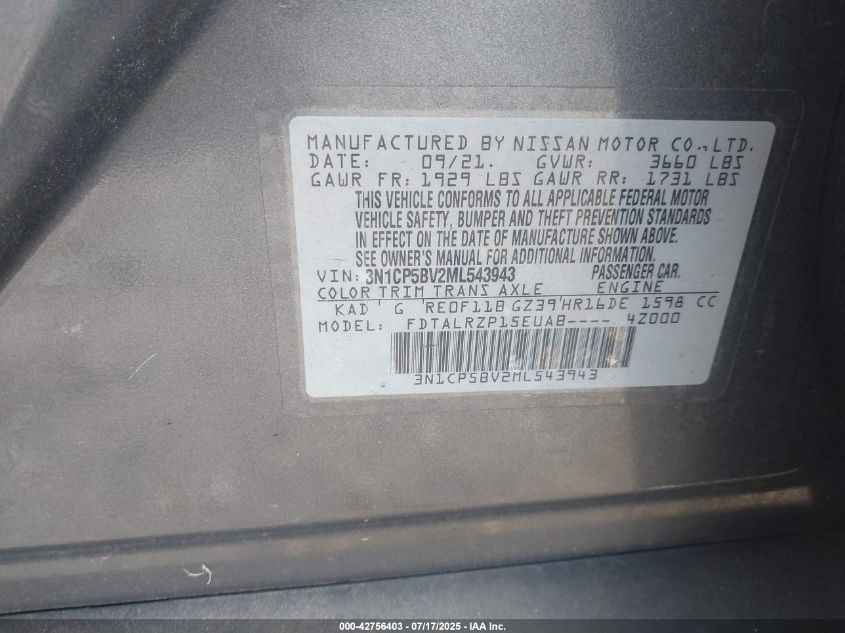 MANUFACTURED BY NISSAN MOTOR CO., LTD.
DATE: 09/21. GVWR: 3660 LBS
GAWR FR: 1929 LBS GAWR RR: 1731 LBS
THIS VEHICLE CONFORMS TO ALL APPLICABLE FEDERAL MOTOR
VEHICLE SAFETY, BUMPER AND THEFT PREVENTION STANDARDS
IN EFFECT ON THE DATE OF MANUFACTURE SHOWN ABOVE.
SEE OWNER'S MANUAL FOR ADDITIONAL INFORMATION.
VIN: 3N1CP5BV2ML543943 PASSENGER CAR.
COLOR TRIM TRANS AXLE ENGINE
KAD' G 'RE0F11B GZ39'HR16DE 1598 CC
MODEL: FDTALRZP15EUAB---- 4Z000
3N1CP5BV2ML543943
000-42756403 / 07/17/2025 - IAA Inc.